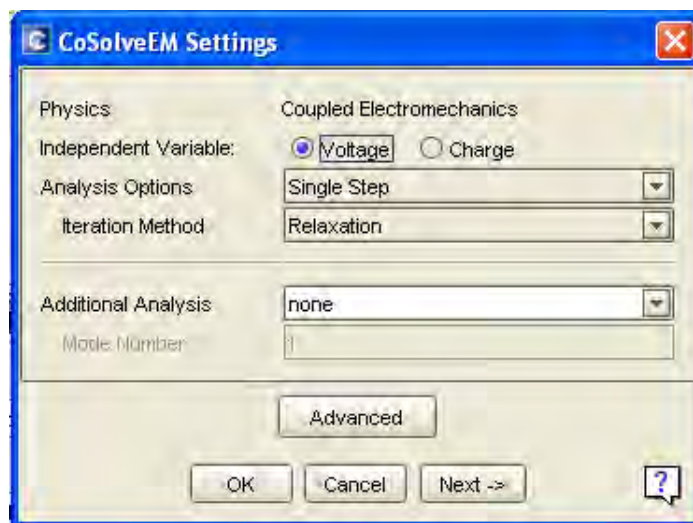 CoSolveEM Settings
Physics Coupled Electromechanics
Independent Variable: Voltage Charge
Analysis Options Single Step
Iteration Method Relaxation
Additional Analysis none
Mode Number 1
Advanced
OK Cancel Next ->
?